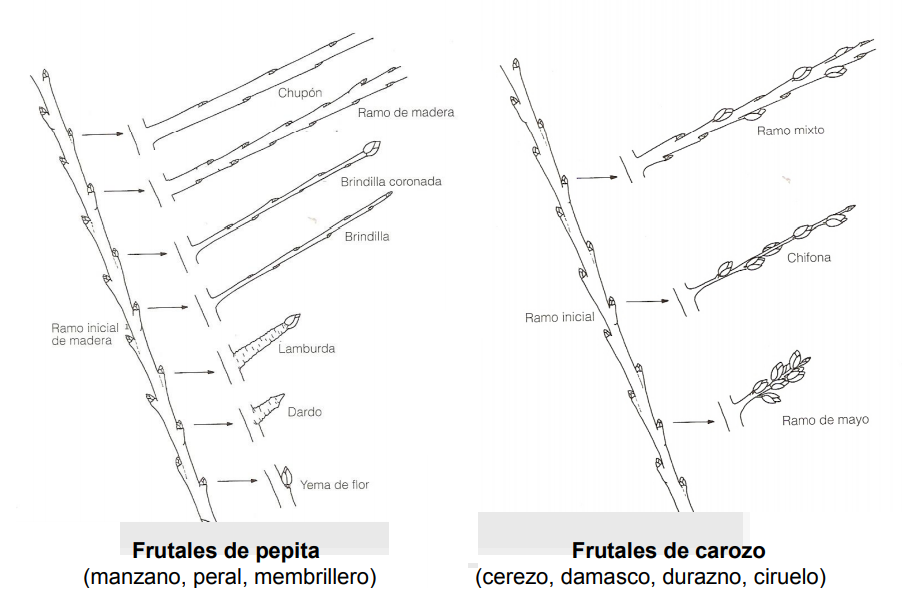 Chupón
Ramo de madera
Brindilla coronada
Brindilla
Ramo inicial
de madera
Lamburda
Dardo
Yema de flor
Frutales de pepita
(manzano, peral, membrillero)
Ramo mixto
Chifona
Ramo inicial
Ramo de mayo
Frutales de carozo
(cerezo, damasco, durazno, ciruelo)